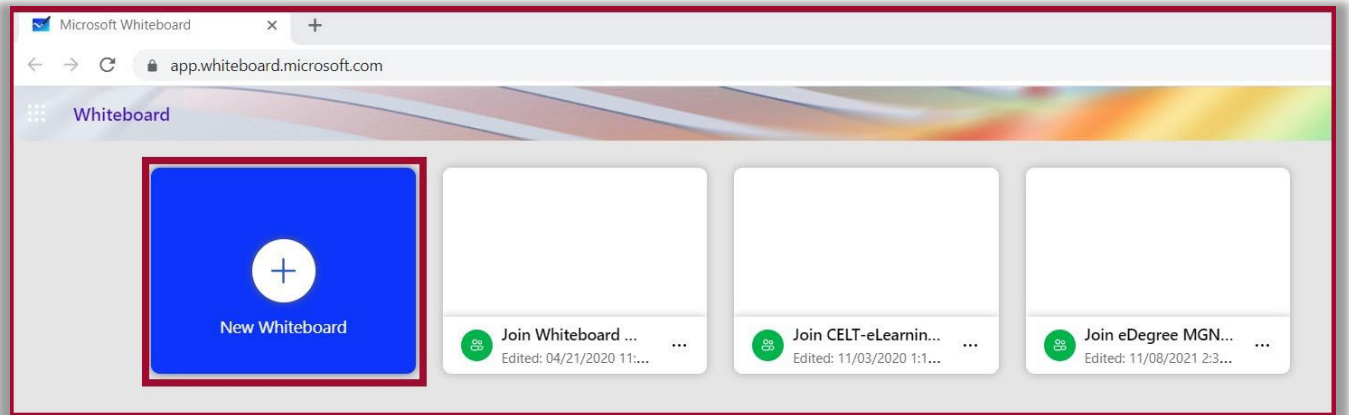 Microsoft Whiteboard
app.whiteboard.microsoft.com
Whiteboard
New Whiteboard
Join Whiteboard ...
Edited: 04/21/2020 11:...
Join CELT-eLearnin...
Edited: 11/03/2020 1:1...
Join eDegree MGN...
Edited: 11/08/2021 2:3...